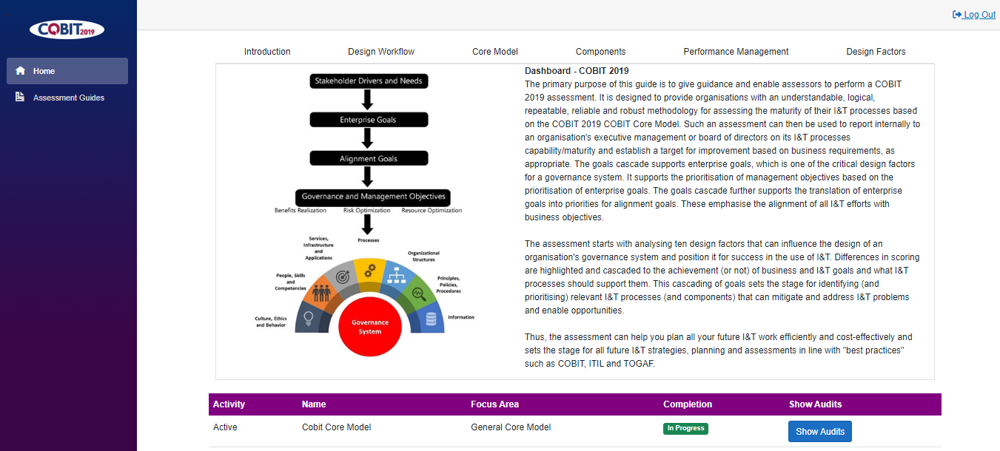 COBIT 2019
Log Out
Home
Assessment Guides
Introduction
Design Workflow
Core Model
Components
Performance Management
Design Factors
Stakeholder Drivers and Needs
Enterprise Goals
Alignment Goals
Governance and Management Objectives
Benefits Realization
Risk Optimization
Resource Optimization
Services,
Infrastructure
and
Applications
Processes
Organizational
Structures
People, Skills
and
Competencies
Principles,
Policies,
Procedures
Culture, Ethics
and Behavior
Information
Governance
System
Dashboard - COBIT 2019
The primary purpose of this guide is to give guidance and enable assessors to perform a COBIT
2019 assessment. It is designed to provide organisations with an understandable, logical,
repeatable, reliable and robust methodology for assessing the maturity of their I&T processes based
on the COBIT 2019 COBIT Core Model. Such an assessment can then be used to report internally to
an organisation's executive management or board of directors on its I&T processes
capability/maturity and establish a target for improvement based on business requirements, as
appropriate. The goals cascade supports enterprise goals, which is one of the critical design factors
for a governance system. It supports the prioritisation of management objectives based on the
prioritisation of enterprise goals. The goals cascade further supports the translation of enterprise
goals into priorities for alignment goals. These emphasise the alignment of all I&T efforts with
business objectives.
The assessment starts with analysing ten design factors that can influence the design of an
organisation's governance system and position it for success in the use of I&T. Differences in scoring
are highlighted and cascaded to the achievement (or not) of business and I&T goals and what I&T
processes should support them. This cascading of goals sets the stage for identifying (and
prioritising) relevant I&T processes (and components) that can mitigate and address I&T problems
and enable opportunities.
Thus, the assessment can help you plan all your future I&T work efficiently and cost-effectively and
sets the stage for all future I&T strategies, planning and assessments in line with "best practices"
such as COBIT, ITIL and TOGAF.
Activity Name Focus Area Completion Show Audits
Active Cobit Core Model General Core Model In Progress Show Audits